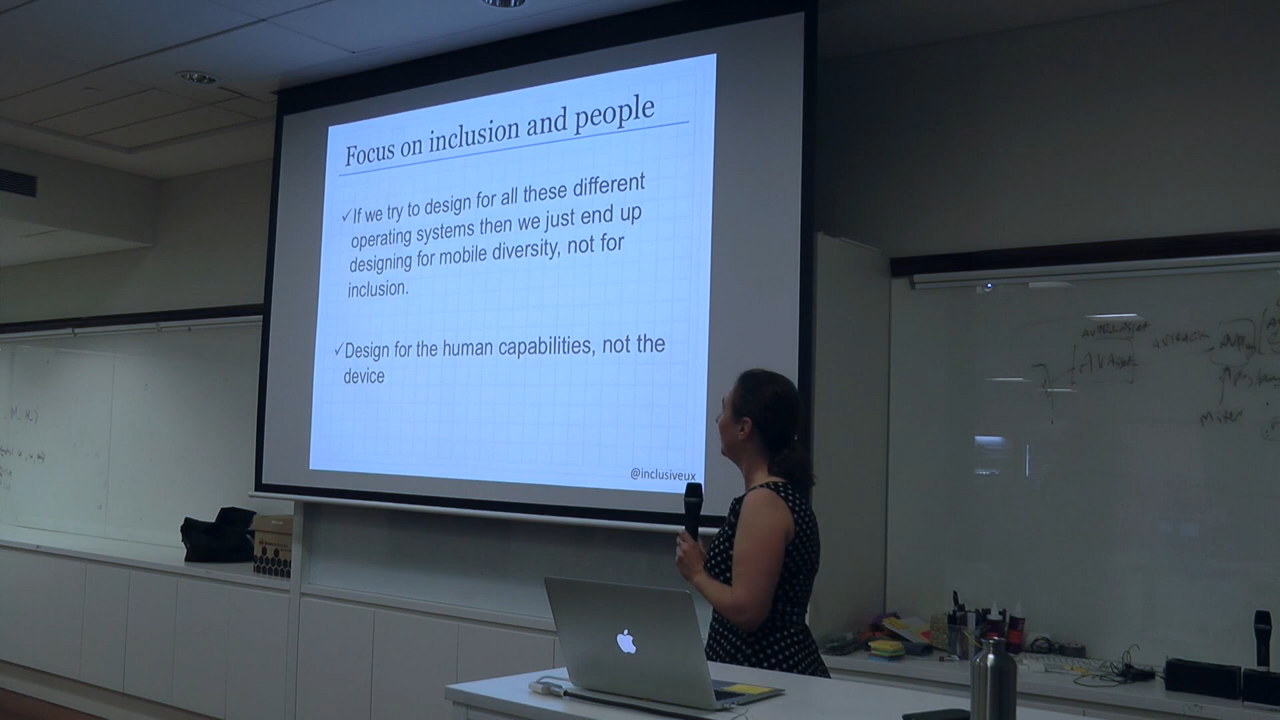 Focus on inclusion and people
✓If we try to design for all these different
operating systems then we just end up
designing for mobile diversity, not for
inclusion.
✓Design for the human capabilities, not the
device
@inclusiveux